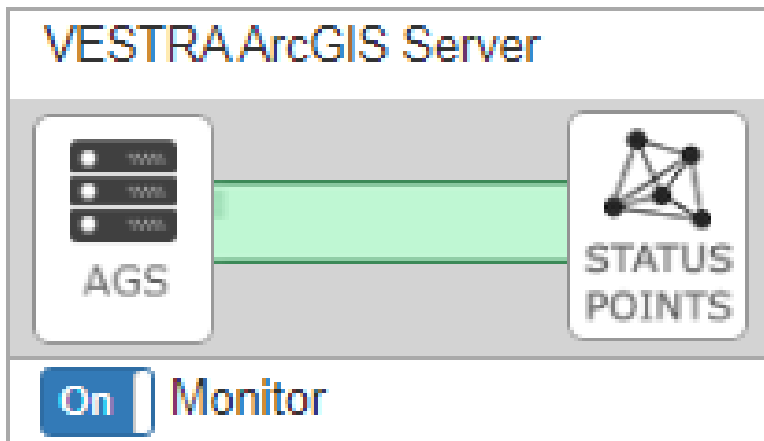 VESTRA ArcGIS Server
AGS
STATUS
POINTS
On
Monitor